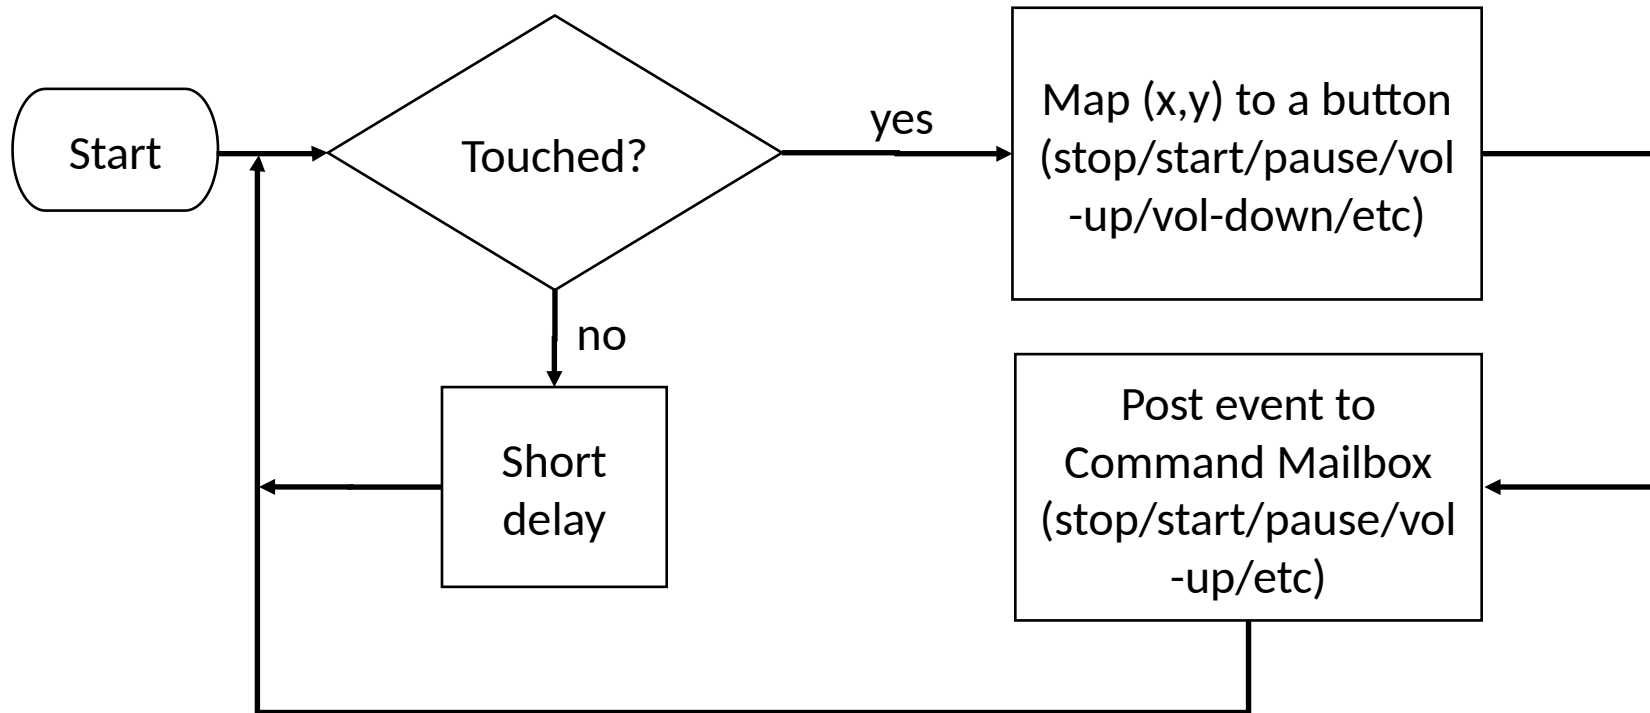 Start
Touched?
yes
Map (x,y) to a button
(stop/start/pause/vol
-up/vol-down/etc)
no
Short
delay
Post event to
Command Mailbox
(stop/start/pause/vol
-up/etc)